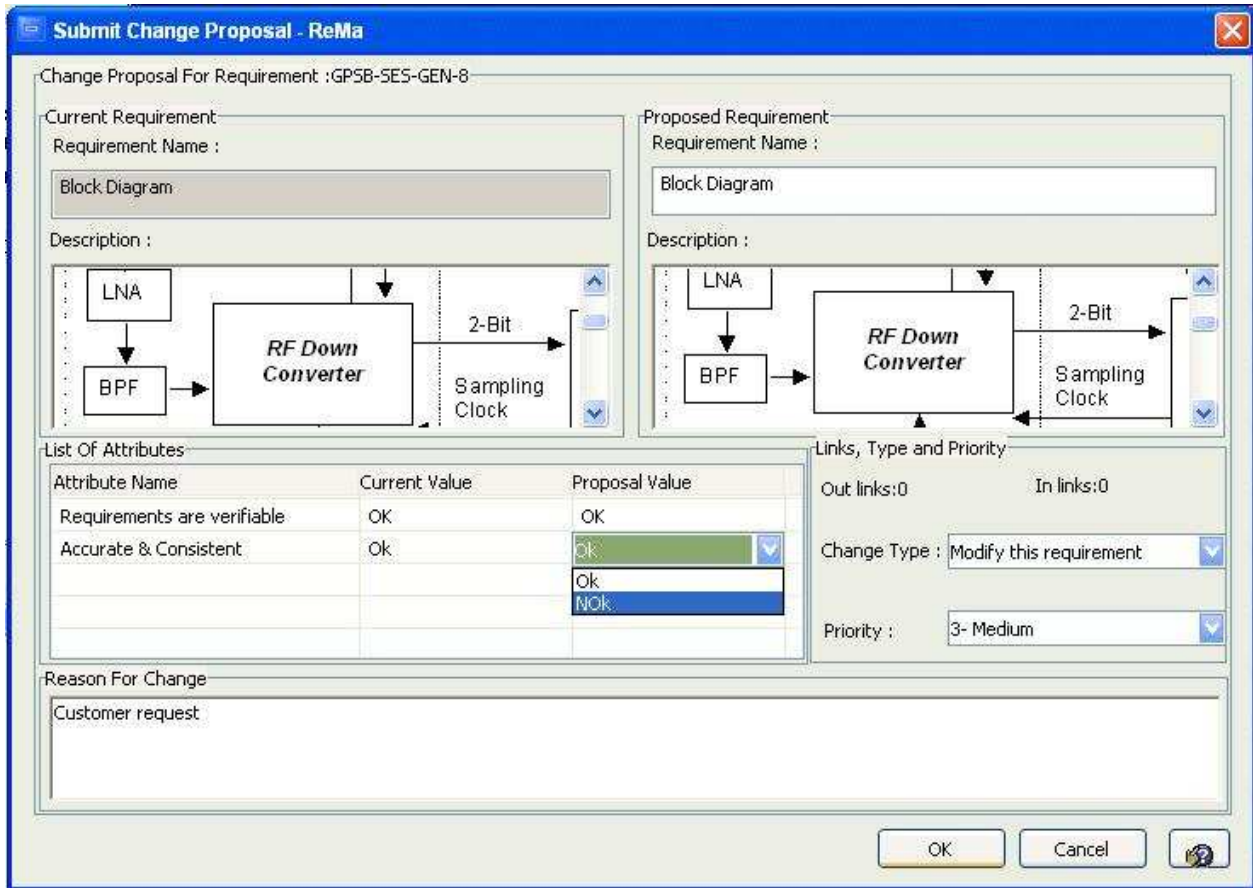 Submit Change Proposal - ReMa
Change Proposal For Requirement :GPSB-SES-GEN-8
Current Requirement
Requirement Name :
Block Diagram
Description :
LNA
BPF
RF Down
Converter
2-Bit
Sampling
Clock
Proposed Requirement
Requirement Name :
Block Diagram
Description :
LNA
BPF
RF Down
Converter
2-Bit
Sampling
Clock
List Of Attributes
Attribute Name Current Value Proposal Value
Requirements are verifiable OK OK
Accurate & Consistent Ok Ok
Ok
NOk
Links, Type and Priority
Out links:0 In links:0
Change Type : Modify this requirement
Priority : 3- Medium
Reason For Change
Customer request
OK Cancel